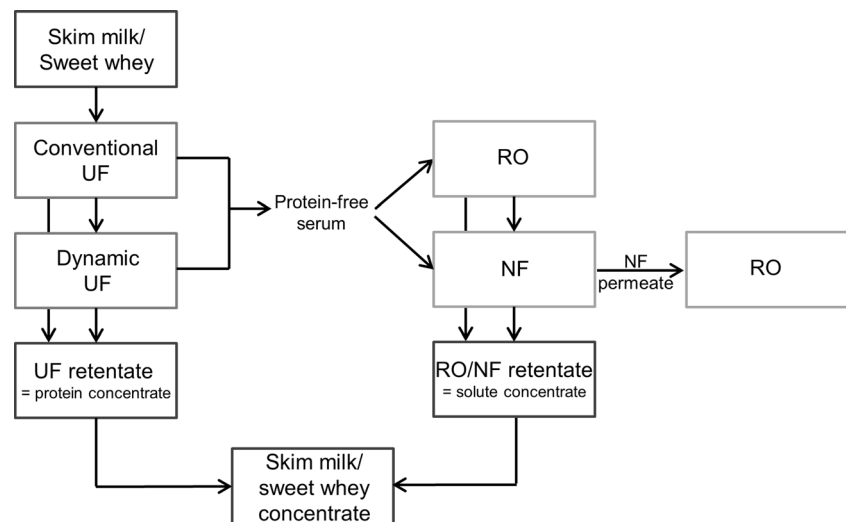 Skim milk/
Sweet whey
Conventional
UF
Dynamic
UF
UF retentate
= protein concentrate
Protein-free
serum
RO
NF
NF
permeate
RO
RO/NF retentate
= solute concentrate
Skim milk/
sweet whey
concentrate